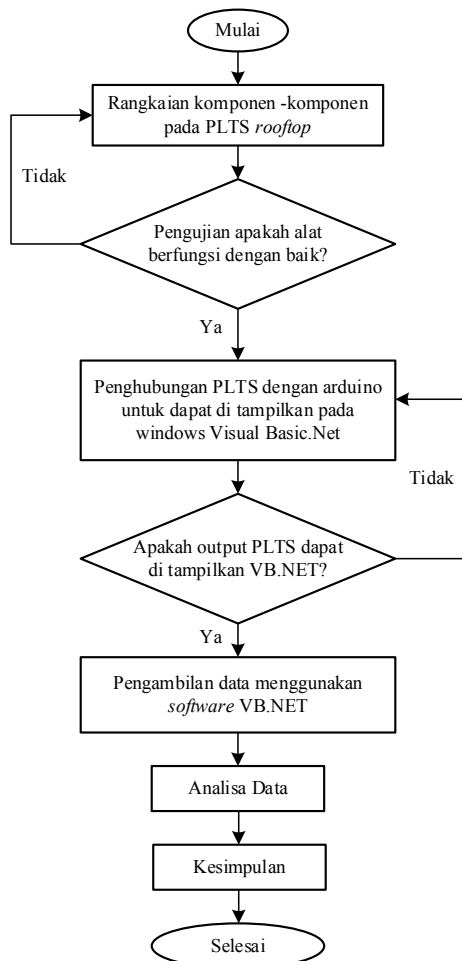 Mulai
Rangkaian komponen -komponen
pada PLTS rooftop
Tidak
Pengujian apakah alat
berfungsi dengan baik?
Ya
Penghubungan PLTS dengan arduino
untuk dapat di tampilkan pada
windows Visual Basic.Net
Tidak
Apakah output PLTS dapat
di tampilkan VB.NET?
Ya
Pengambilan data menggunakan
software VB.NET
Analisa Data
Kesimpulan
Selesai